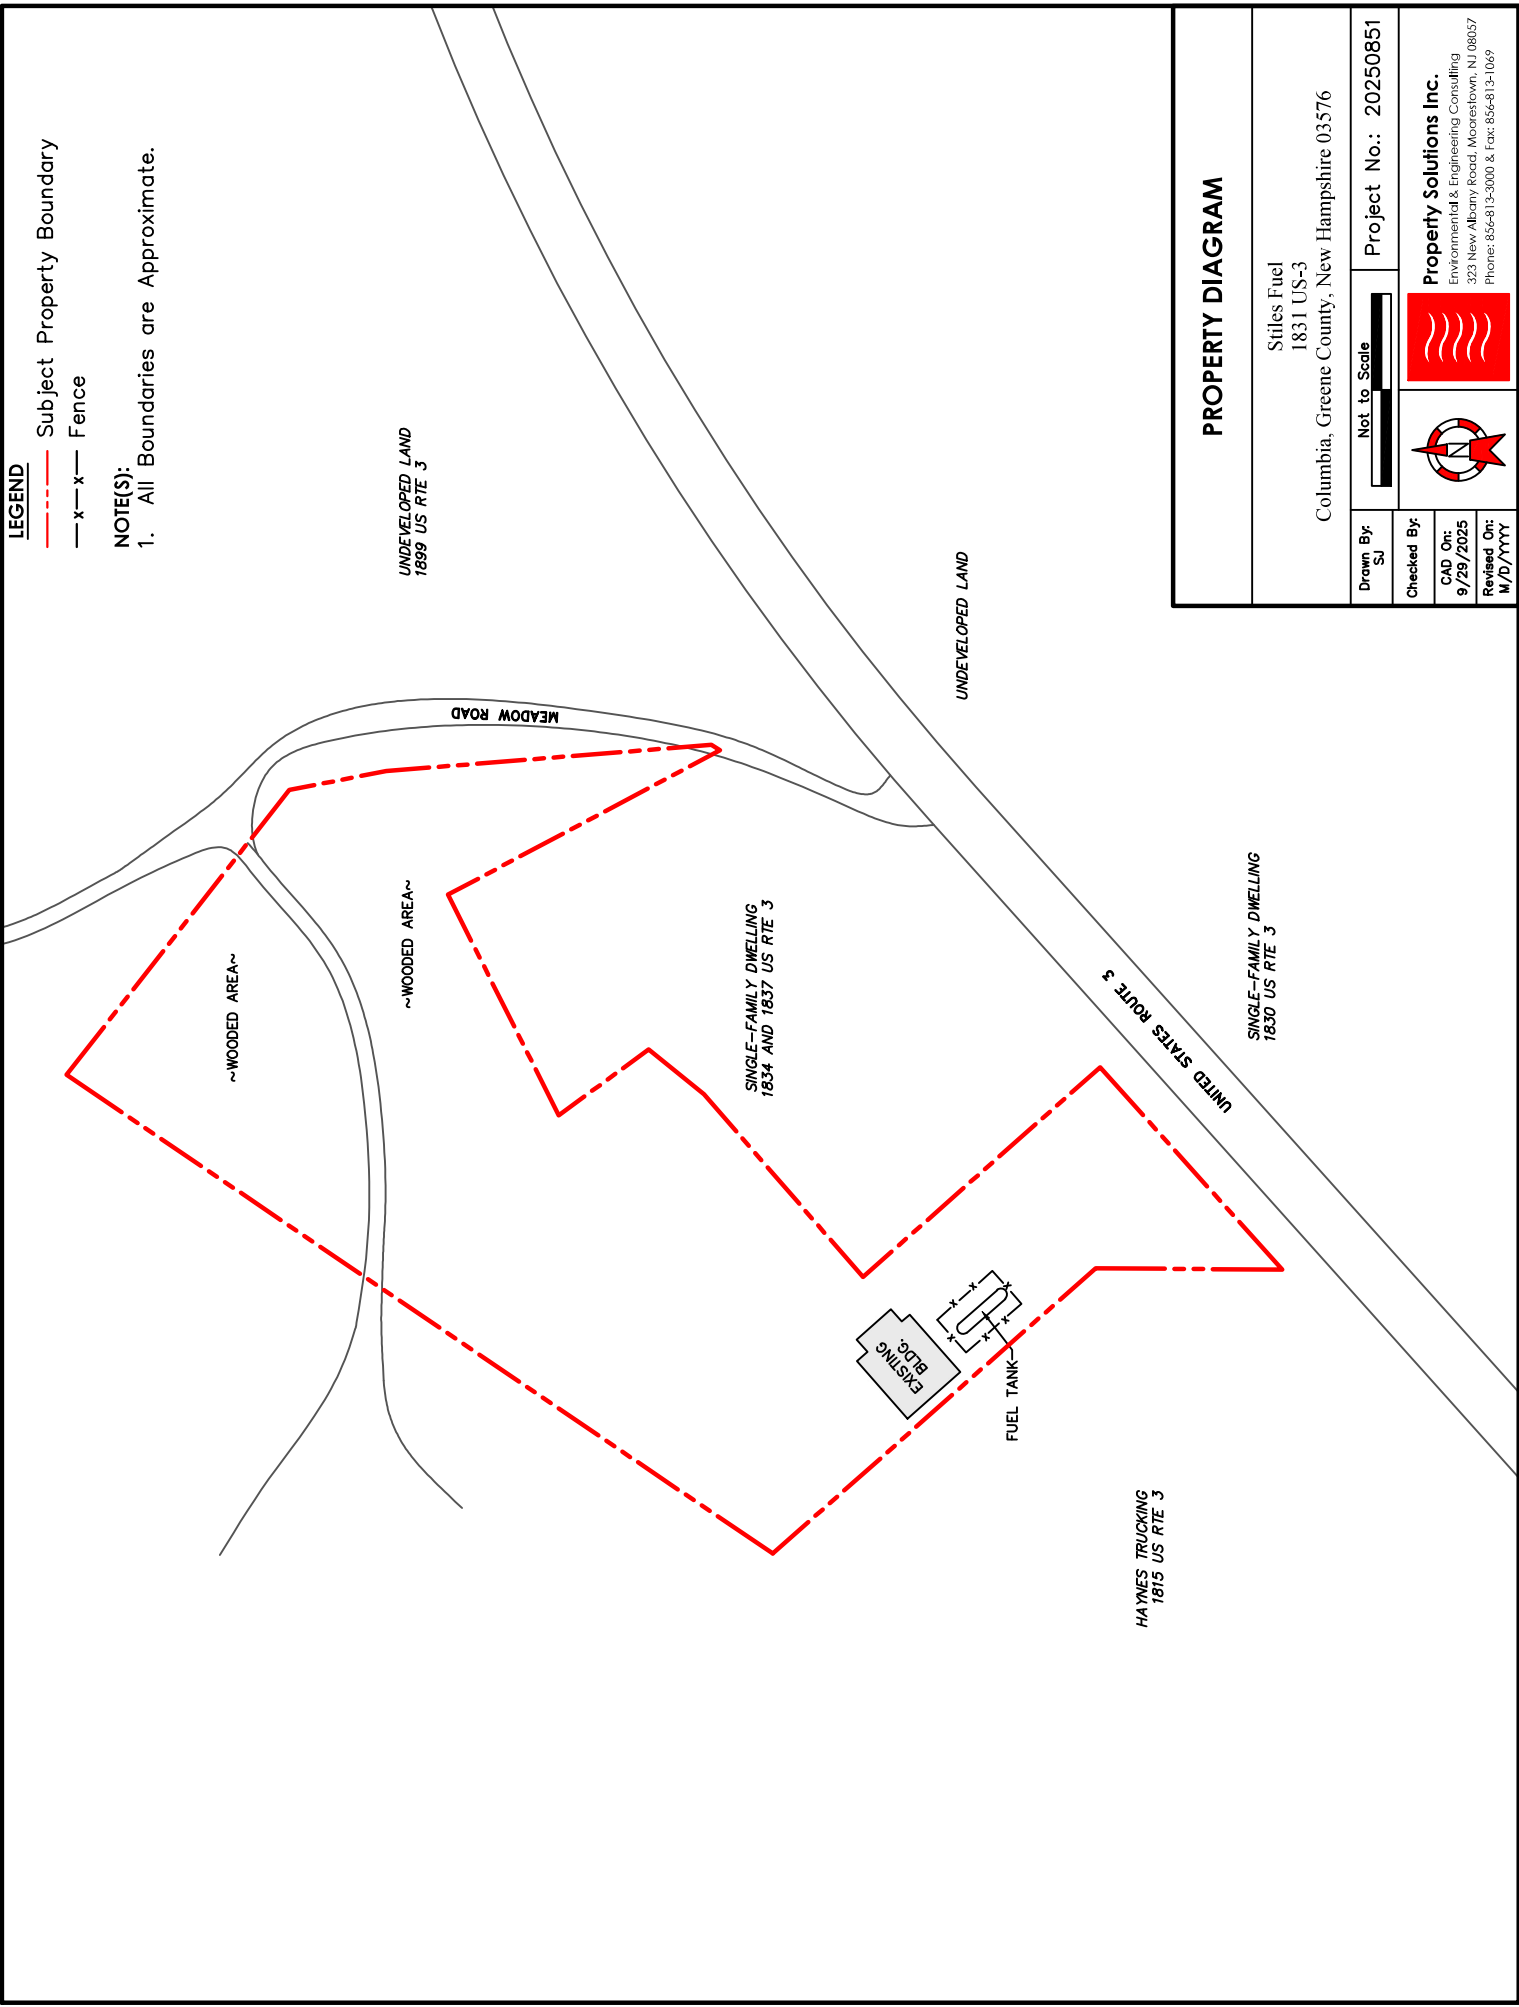 LEGEND
Subject Property Boundary
x x Fence
NOTE(S):
1. All Boundaries are Approximate.
UNDEVELOPED LAND
1899 US RTE 3
MEADOW ROAD
~WOODED AREA~
~WOODED AREA~
UNDEVELOPED LAND
SINGLE-FAMILY DWELLING
1834 AND 1837 US RTE 3
UNITED STATES ROUTE 3
SINGLE-FAMILY DWELLING
1830 US RTE 3
EXISTING
BLDG.
x x x x x x
FUEL TANK
HAYNES TRUCKING
1815 US RTE 3
PROPERTY DIAGRAM
Stiles Fuel
1831 US-3
Columbia, Greene County, New Hampshire 03576
Drawn By:
SJ
Not to Scale
Project No.: 20250851
Checked By:
CAD On:
9/29/2025
Revised On:
M/D/YYYY
N
Property Solutions Inc.
Environmental & Engineering Consulting
323 New Albany Road, Moorestown, NJ 08057
Phone: 856-813-3000 & Fax: 856-813-1069